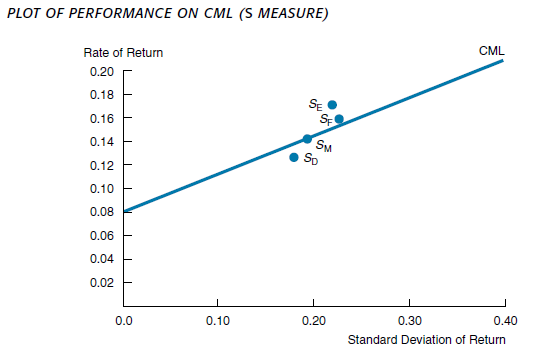 PLOT OF PERFORMANCE ON CML (S MEASURE)
Rate of Return
CML
0.20
0.18
0.16
0.14
0.12
0.10
0.08
0.06
0.04
0.02
SE
SF
SM
SD
0.0 0.10 0.20 0.30 0.40
Standard Deviation of Return